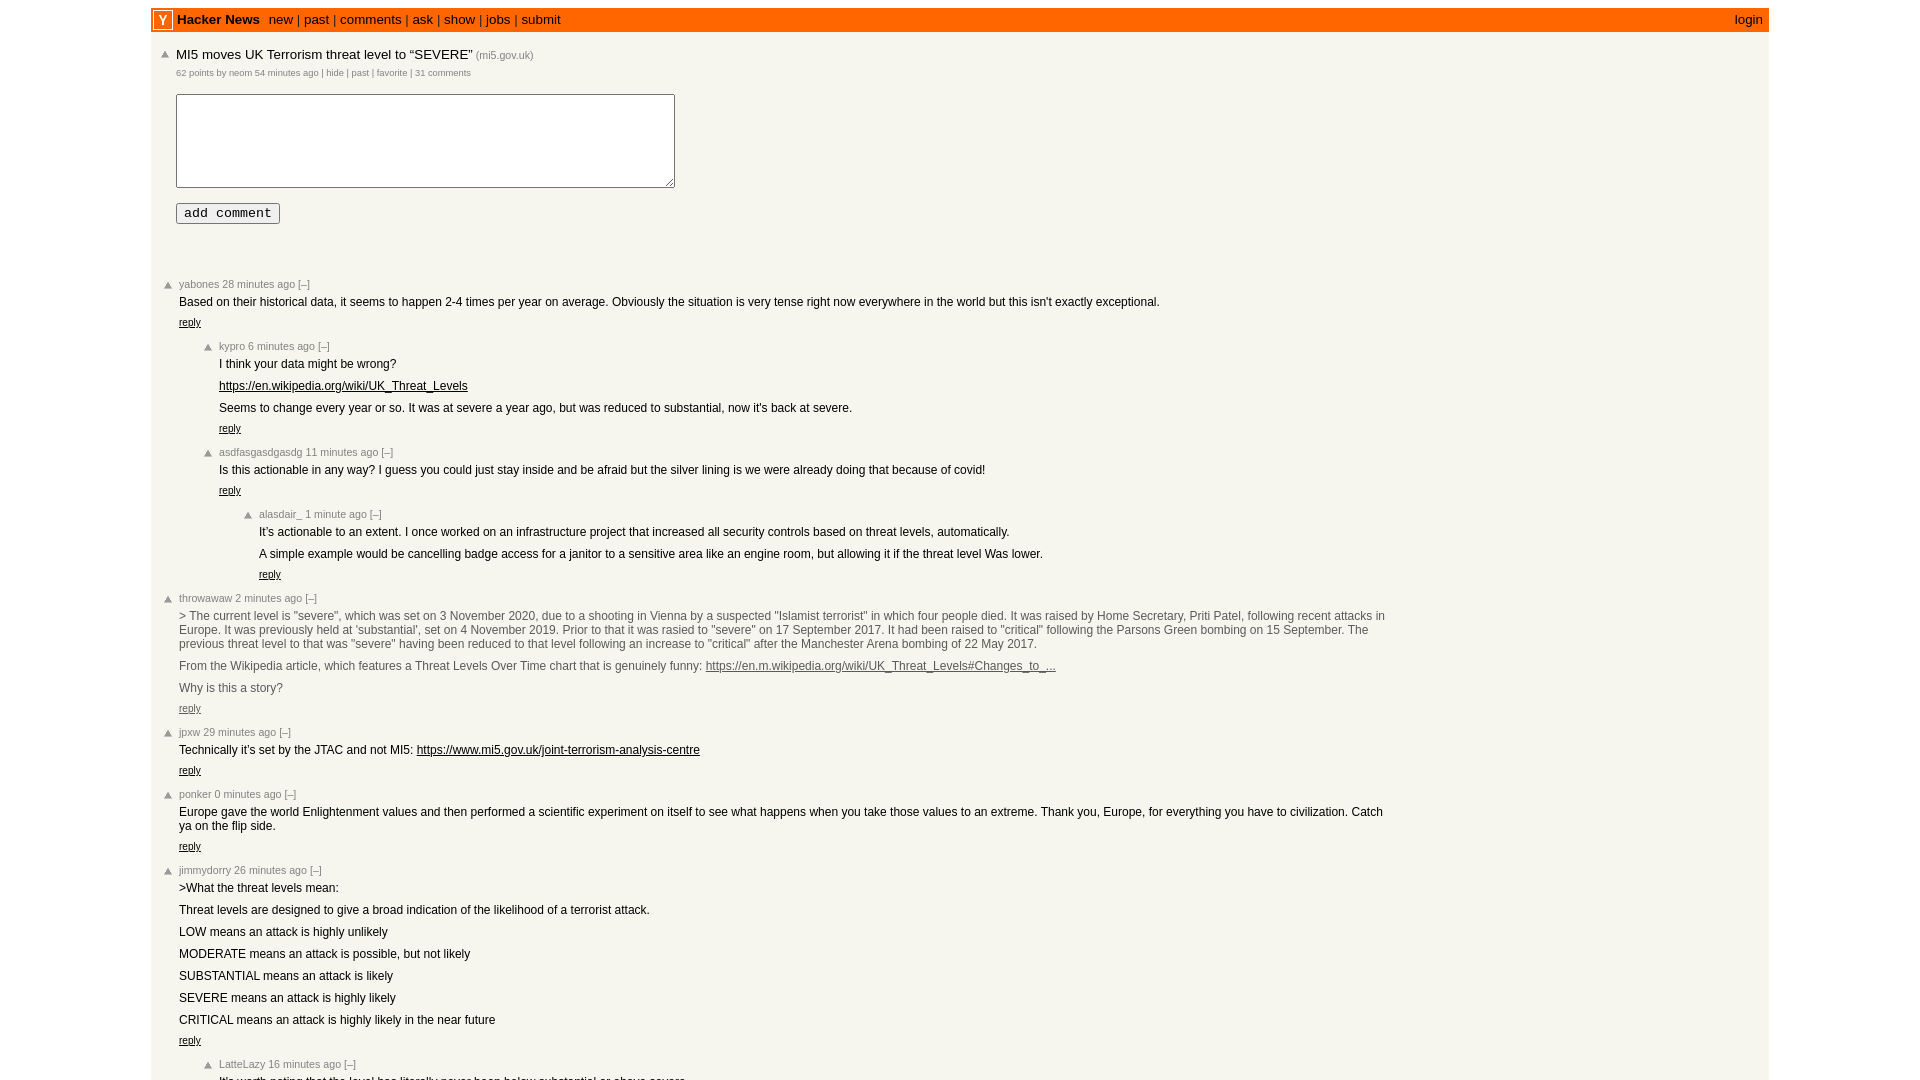 Y Hacker News new | past | comments | ask | show | jobs | submit login
MI5 moves UK Terrorism threat level to “SEVERE” (mi5.gov.uk)
62 points by neom 54 minutes ago | hide | past | favorite | 31 comments
add comment
yabones 28 minutes ago [–]
Based on their historical data, it seems to happen 2-4 times per year on average. Obviously the situation is very tense right now everywhere in the world but this isn't exactly exceptional.
reply
kypro 6 minutes ago [–]
I think your data might be wrong?
https://en.wikipedia.org/wiki/UK_Threat_Levels
Seems to change every year or so. It was at severe a year ago, but was reduced to substantial, now it's back at severe.
reply
asdfasgasdgasdg 11 minutes ago [–]
Is this actionable in any way? I guess you could just stay inside and be afraid but the silver lining is we were already doing that because of covid!
reply
alasdair_ 1 minute ago [–]
It’s actionable to an extent. I once worked on an infrastructure project that increased all security controls based on threat levels, automatically.
A simple example would be cancelling badge access for a janitor to a sensitive area like an engine room, but allowing it if the threat level Was lower.
reply
throwawaw 2 minutes ago [–]
> The current level is "severe", which was set on 3 November 2020, due to a shooting in Vienna by a suspected "Islamist terrorist" in which four people died. It was raised by Home Secretary, Priti Patel, following recent attacks in
Europe. It was previously held at 'substantial', set on 4 November 2019. Prior to that it was rasied to "severe" on 17 September 2017. It had been raised to "critical" following the Parsons Green bombing on 15 September. The
previous threat level to that was "severe" having been reduced to that level following an increase to "critical" after the Manchester Arena bombing of 22 May 2017.
From the Wikipedia article, which features a Threat Levels Over Time chart that is genuinely funny: https://en.m.wikipedia.org/wiki/UK_Threat_Levels#Changes_to_...
Why is this a story?
reply
jpxw 29 minutes ago [–]
Technically it’s set by the JTAC and not MI5: https://www.mi5.gov.uk/joint-terrorism-analysis-centre
reply
ponker 0 minutes ago [–]
Europe gave the world Enlightenment values and then performed a scientific experiment on itself to see what happens when you take those values to an extreme. Thank you, Europe, for everything you have to civilization. Catch
ya on the flip side.
reply
jimmydorry 26 minutes ago [–]
>What the threat levels mean:
Threat levels are designed to give a broad indication of the likelihood of a terrorist attack.
LOW means an attack is highly unlikely
MODERATE means an attack is possible, but not likely
SUBSTANTIAL means an attack is likely
SEVERE means an attack is highly likely
CRITICAL means an attack is highly likely in the near future
reply
LatteLazy 16 minutes ago [–]
It's worth noting that the level has literally never been below substantial or above severe